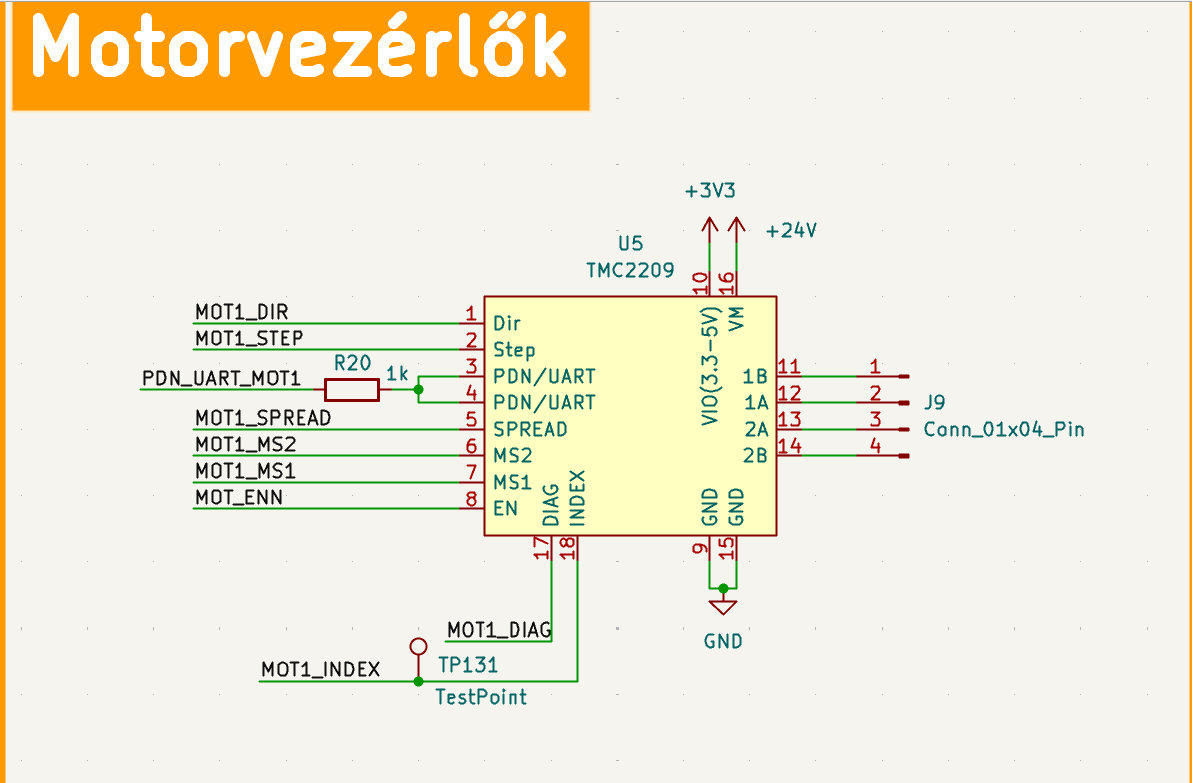 Motorvezérlők
+3V3
+24V
U5
TMC2209
10
16
MOT1_DIR
1
Dir
MOT1_STEP
2
Step
R20
1k
PDN_UART_MOT1
3
PDN/UART
4
PDN/UART
MOT1_SPREAD
5
SPREAD
MOT1_MS2
6
MS2
MOT1_MS1
7
MS1
MOT_ENN
8
EN
VIO(3.3-5V)
VM
1B
11
1
1A
12
2
2A
13
3
2B
14
4
J9
Conn_01x04_Pin
DIAG
INDEX
GND
GND
17
18
9
15
MOT1_DIAG
GND
MOT1_INDEX
TP131
TestPoint